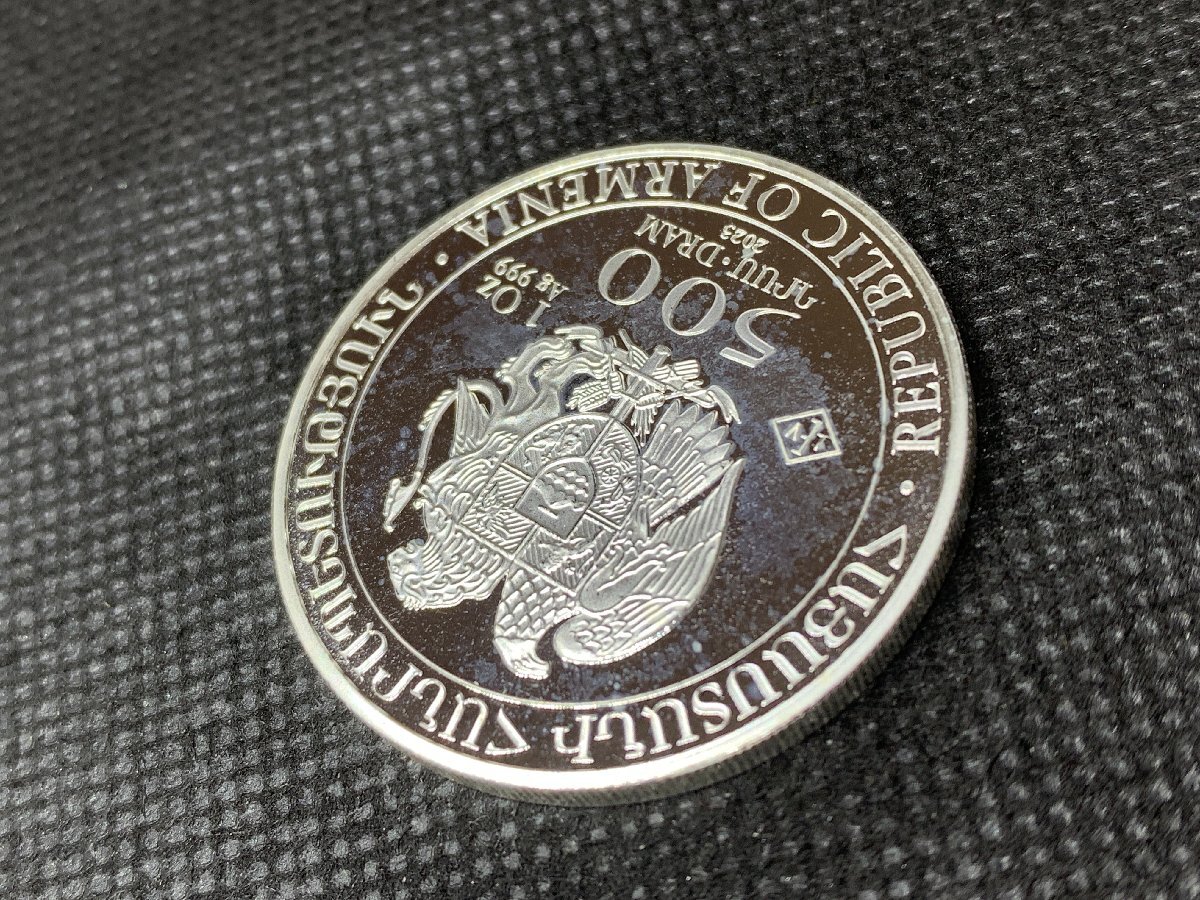 ՀԱՅԱՍՏԱՆԻ ՀԱՆՐԱՊԵՏՈՒԹՅՈՒՆ ·
REPUBLIC OF ARMENIA ·
1 Oz
Ag 999
500
ԴՐԱՄ · DRAM
2023